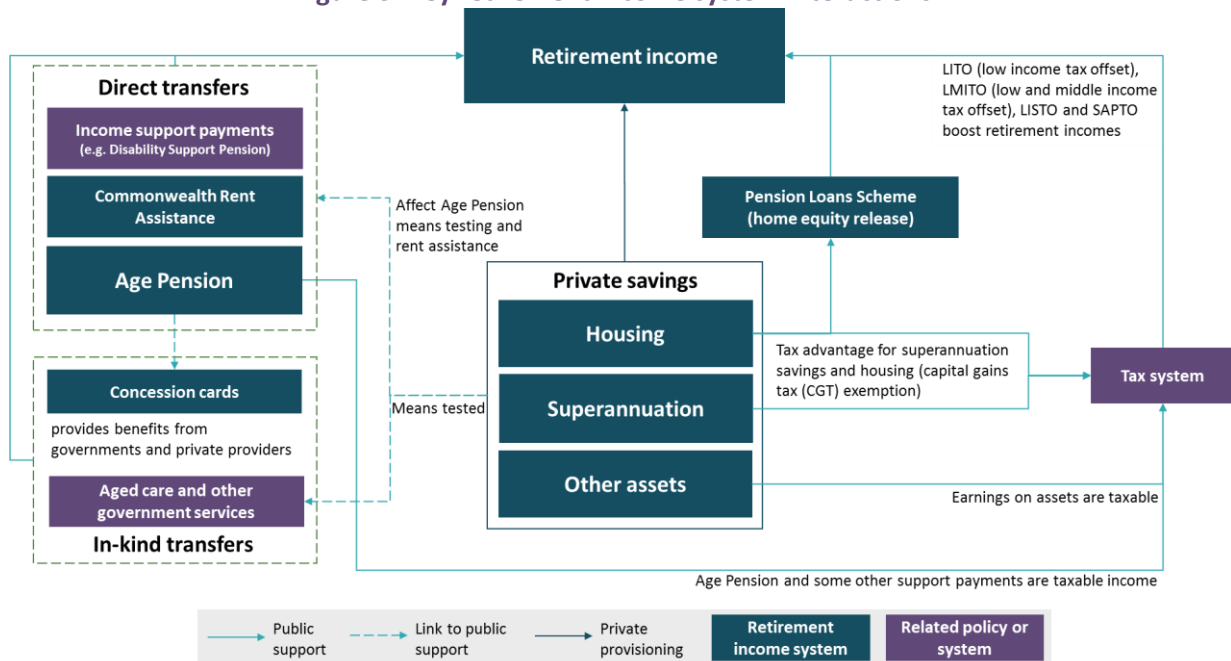 Retirement income
LITO (low income tax offset),
LMITO (low and middle income
tax offset), LISTO and SAPTO
boost retirement incomes
Direct transfers
Income support payments
(e.g. Disability Support Pension)
Commonwealth Rent
Assistance
Age Pension
Affect Age Pension
means testing and
rent assistance
Pension Loans Scheme
(home equity release)
Private savings
Housing
Superannuation
Other assets
Tax advantage for superannuation
savings and housing (capital gains
tax (CGT) exemption)
Tax system
Concession cards
provides benefits from
governments and private providers
Aged care and other
government services
In-kind transfers
Means tested
Earnings on assets are taxable
Age Pension and some other support payments are taxable income
Public
support
Link to public
support
Private
provisioning
Retirement
income system
Related policy or
system